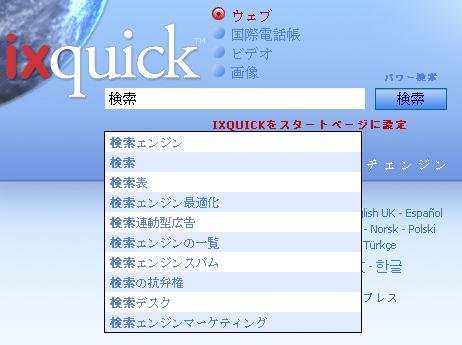 ixquick™
ウェブ
国際電話帳
ビデオ
画像
パワー検索
検索
検索
IXQUICKをスタートページに設定
検索エンジン
検索
検索表
検索エンジン最適化
検索連動型広告
検索エンジンの一覧
検索エンジンスパム
検索の抗弁権
検索デスク
検索エンジンマーケティング
チエンジン
glish UK - Español
- Norsk - Polski
Türkçe
- 한글
プレス